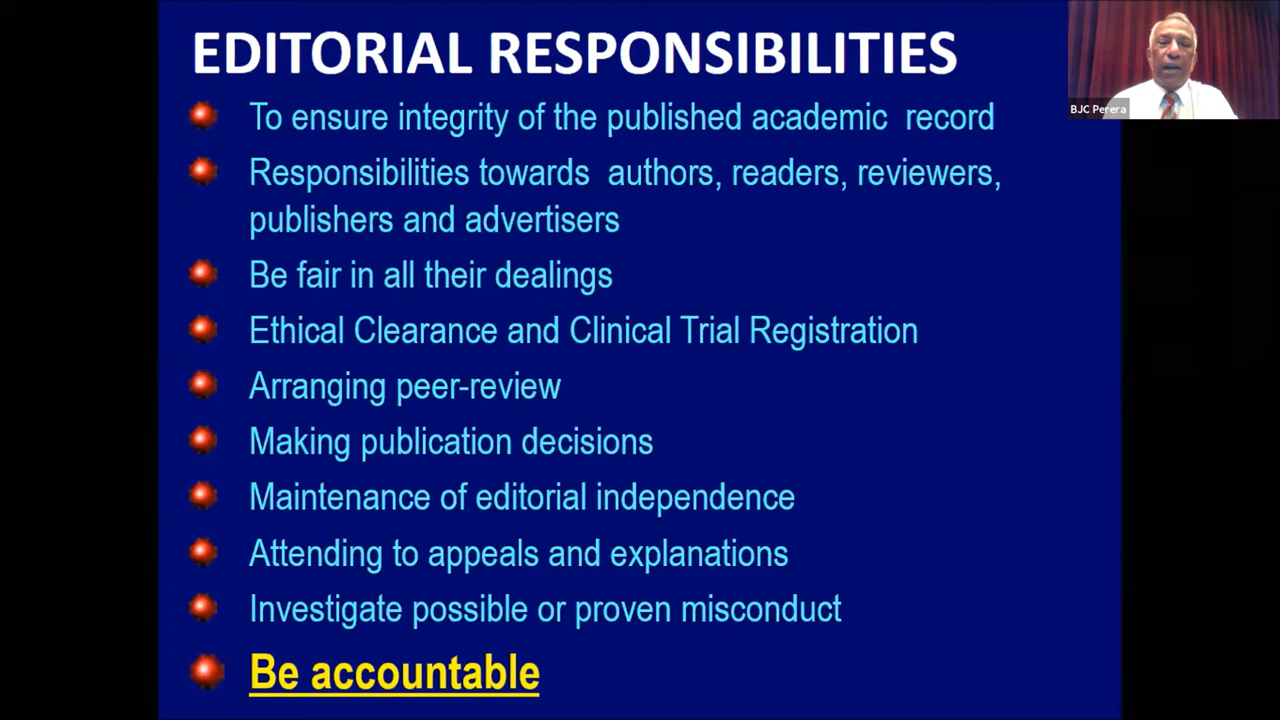 EDITORIAL RESPONSIBILITIES
To ensure integrity of the published academic record
Responsibilities towards authors, readers, reviewers,
publishers and advertisers
Be fair in all their dealings
Ethical Clearance and Clinical Trial Registration
Arranging peer-review
Making publication decisions
Maintenance of editorial independence
Attending to appeals and explanations
Investigate possible or proven misconduct
Be accountable
BJC Perera